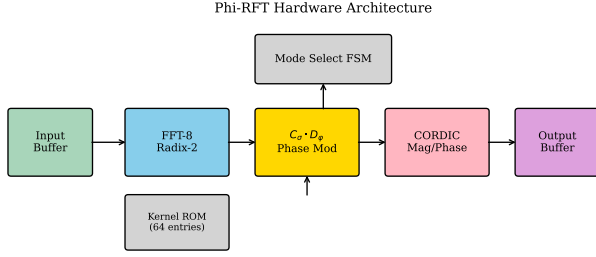 Phi-RFT Hardware Architecture
Mode Select FSM
Input
Buffer
FFT-8
Radix-2
C_σ · D_φ
Phase Mod
CORDIC
Mag/Phase
Output
Buffer
Kernel ROM
(64 entries)